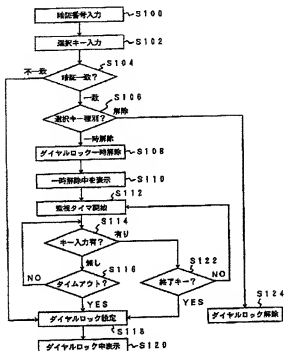 暗証番号入力 S100
選択キー入力 S102
S104
不一致 暗証一致?
一致 S106
選択キー種別? 解除
一時解除
ダイヤルロック一時解除 S108
一時解除中を表示 S110
S112
監視タイマ開始
S114
キー入力有? 有り
無し S116 S122
タイムアウト? 終了キー?
NO NO
YES YES S124
ダイヤルロック設定 ダイヤルロック解除
S118
ダイヤルロック中表示 S120